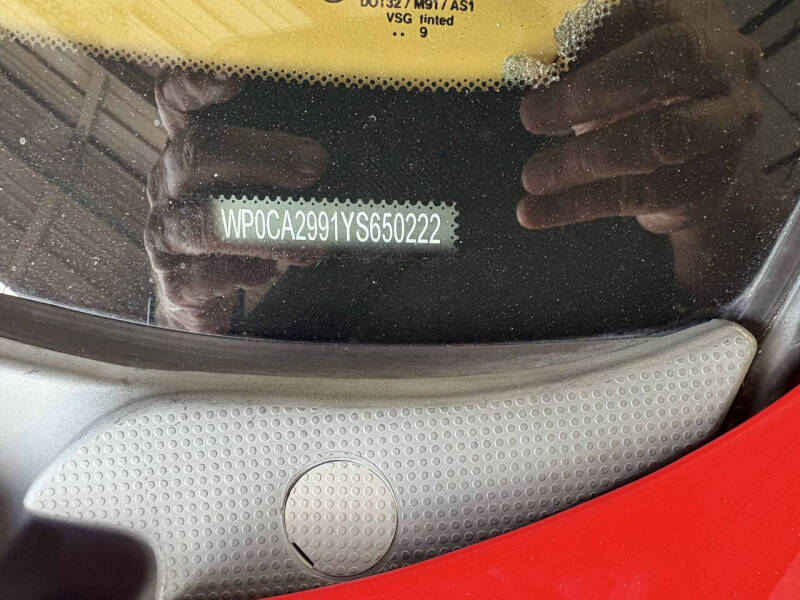 DOT32 / M91 / AS1
VSG tinted
.. 9
WP0CA2991YS650222